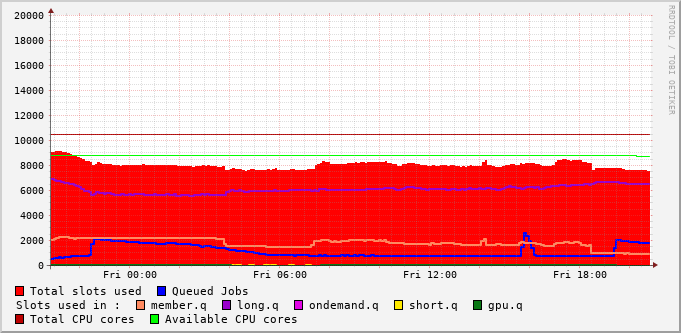 RRDTOOL / TOBI OETIKER
20000
18000
16000
14000
12000
10000
8000
6000
4000
2000
0
Fri 00:00 Fri 06:00 Fri 12:00 Fri 18:00
Total slots used Queued Jobs
Slots used in : member.q long.q ondemand.q short.q gpu.q
Total CPU cores Available CPU cores